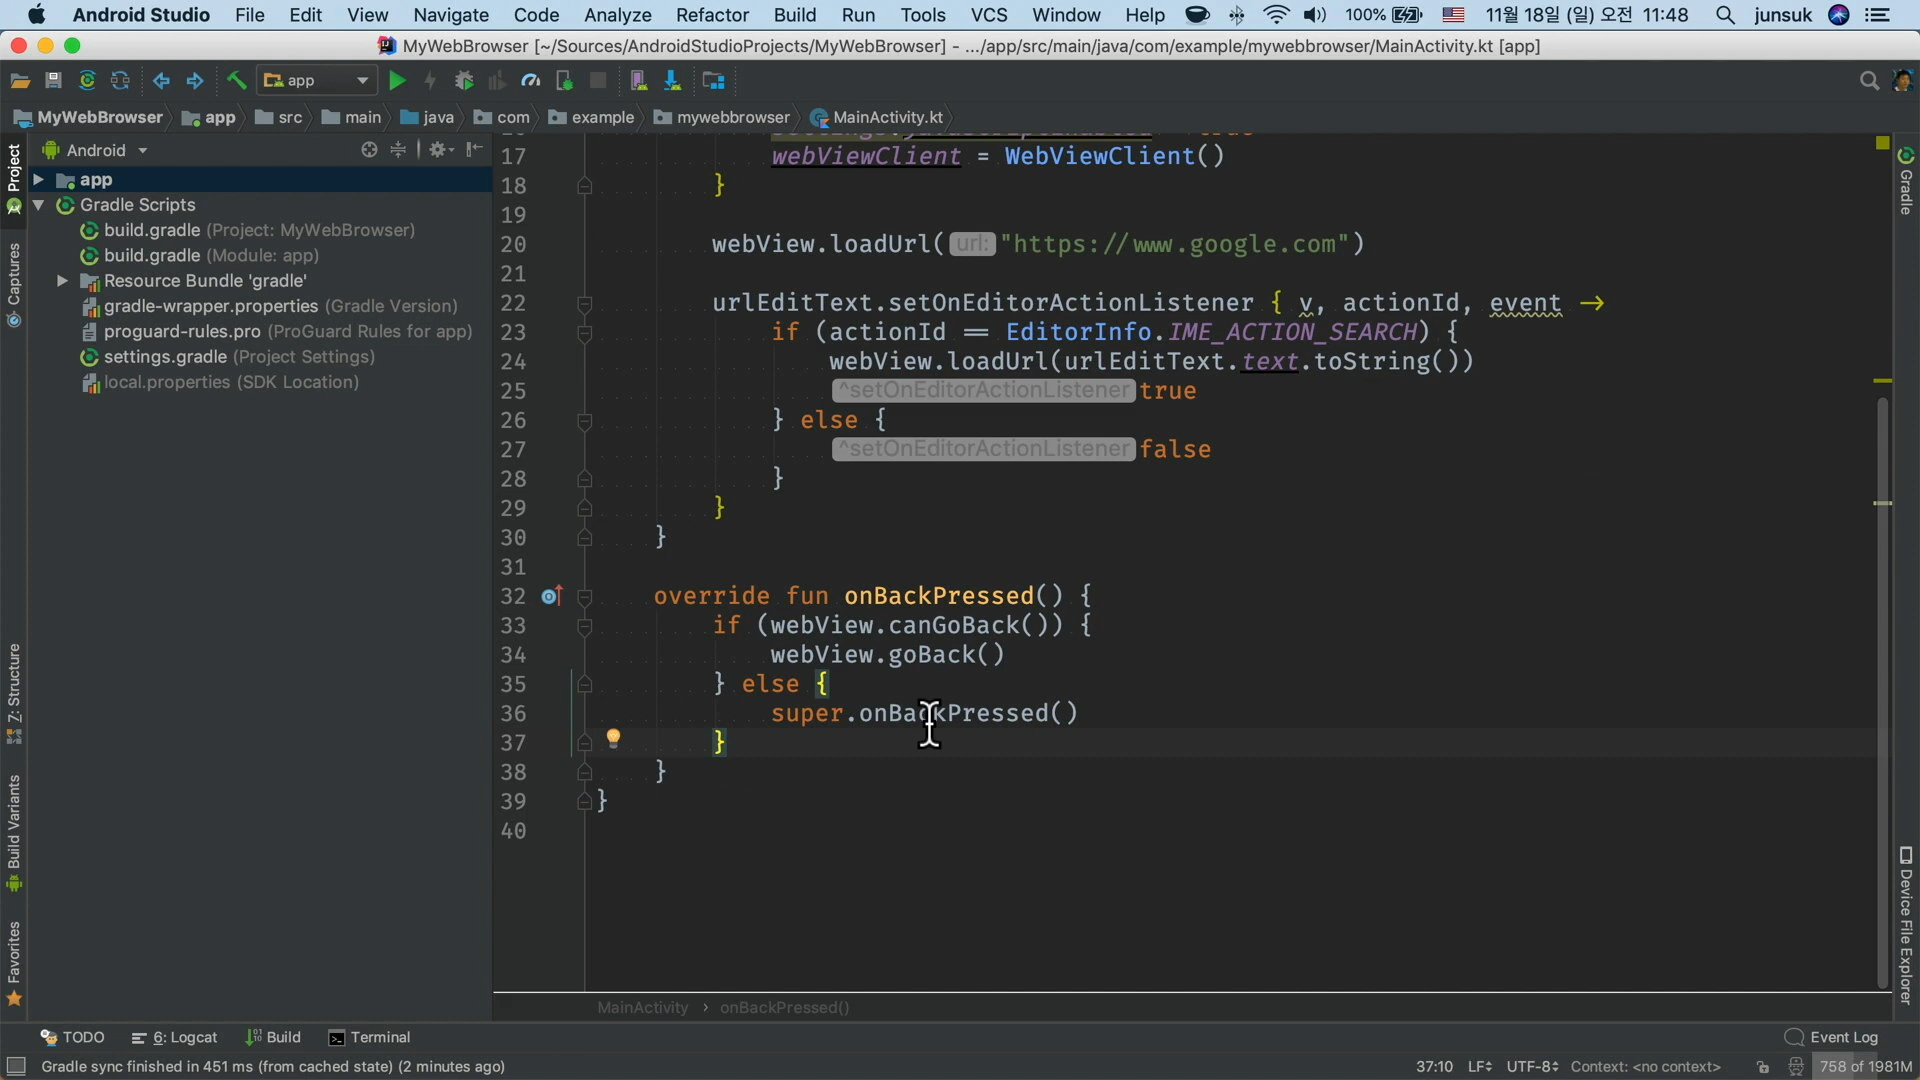 Android Studio File Edit View Navigate Code Analyze Refactor Build Run Tools VCS Window Help 100% 11월 18일 (일) 오전 11:48 junsuk
MyWebBrowser [~/Sources/AndroidStudioProjects/MyWebBrowser] - .../app/src/main/java/com/example/mywebbrowser/MainActivity.kt [app]
app
MyWebBrowser app src main java com example mywebbrowser MainActivity.kt
Project
Captures
Z: Structure
Build Variants
Favorites
Android
app
Gradle Scripts
build.gradle (Project: MyWebBrowser)
build.gradle (Module: app)
Resource Bundle 'gradle'
gradle-wrapper.properties (Gradle Version)
proguard-rules.pro (ProGuard Rules for app)
settings.gradle (Project Settings)
local.properties (SDK Location)
17 webViewClient = WebViewClient()
18 }
19
20 webView.loadUrl( url: "https://www.google.com")
21
22 urlEditText.setOnEditorActionListener { v, actionId, event →
23 if (actionId == EditorInfo.IME_ACTION_SEARCH) {
24 webView.loadUrl(urlEditText.text.toString())
25 ^setOnEditorActionListener true
26 } else {
27 ^setOnEditorActionListener false
28 }
29 }
30 }
31
32 override fun onBackPressed() {
33 if (webView.canGoBack()) {
34 webView.goBack()
35 } else {
36 super.onBackPressed()
37 }
38 }
39 }
40
MainActivity › onBackPressed()
Gradle
Device File Explorer
TODO 6: Logcat Build Terminal Event Log
Gradle sync finished in 451 ms (from cached state) (2 minutes ago) 37:10 LF UTF-8 Context: <no context> 758 of 1981M